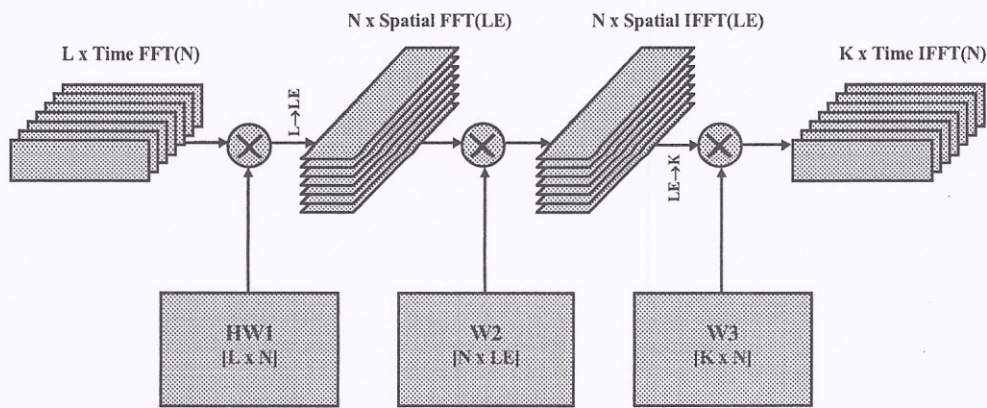 N x Spatial FFT(LE)
N x Spatial IFFT(LE)
L x Time FFT(N)
K x Time IFFT(N)
L→LE
LE→K
HW1
[L x N]
W2
[N x LE]
W3
[K x N]